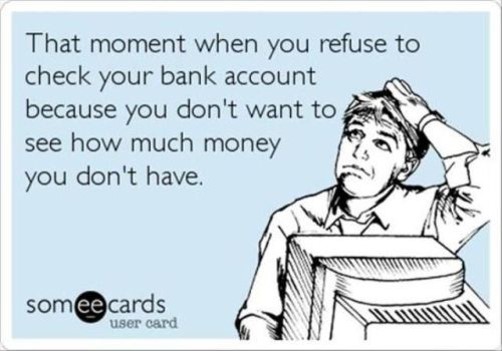 That moment when you refuse to
check your bank account
because you don't want to
see how much money
you don't have.
someecards
user card